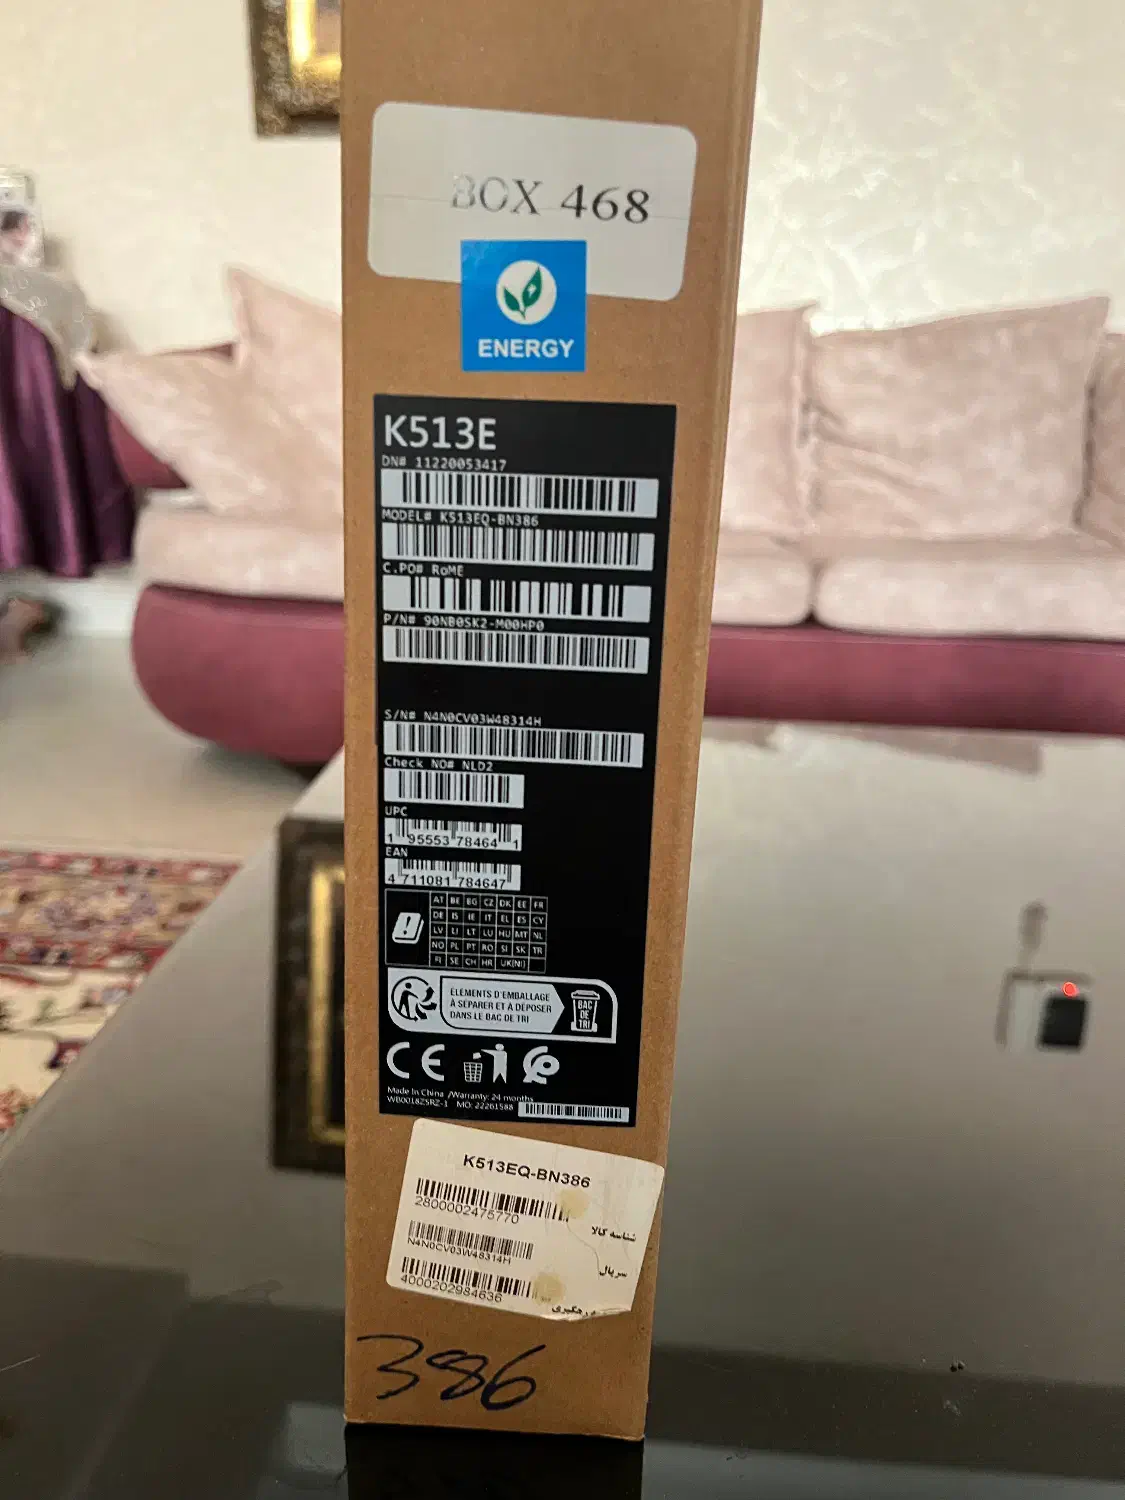 BOX 468
ENERGY
K513E
DN# 11220053417
MODEL# K513EQ-BN386
C.PO# RoME
P/N# 90NB0SK2-M00HP0
S/N# N4N0CV03W48314H
Check NO# NLD2
UPC
1 95553 78464 1
EAN
4 711081 784647
AT BE BG CZ DK EE FR
DE IS IE IT EL ES CY
LV LI LT LU HU MT NL
NO PL PT RO SI SK TR
FI SE CH HR UK(NI)
ÉLÉMENTS D'EMBALLAGE
À SÉPARER ET À DÉPOSER
DANS LE BAC DE TRI
BAC
DE
TRI
CE
Made In China /Warranty: 24 months
WB0018ZSRZ-1 MO: 22261588
K513EQ-BN386
2800002475770
شناسه کالا
N4N0CV03W48314H
سریال
4000202984636
386